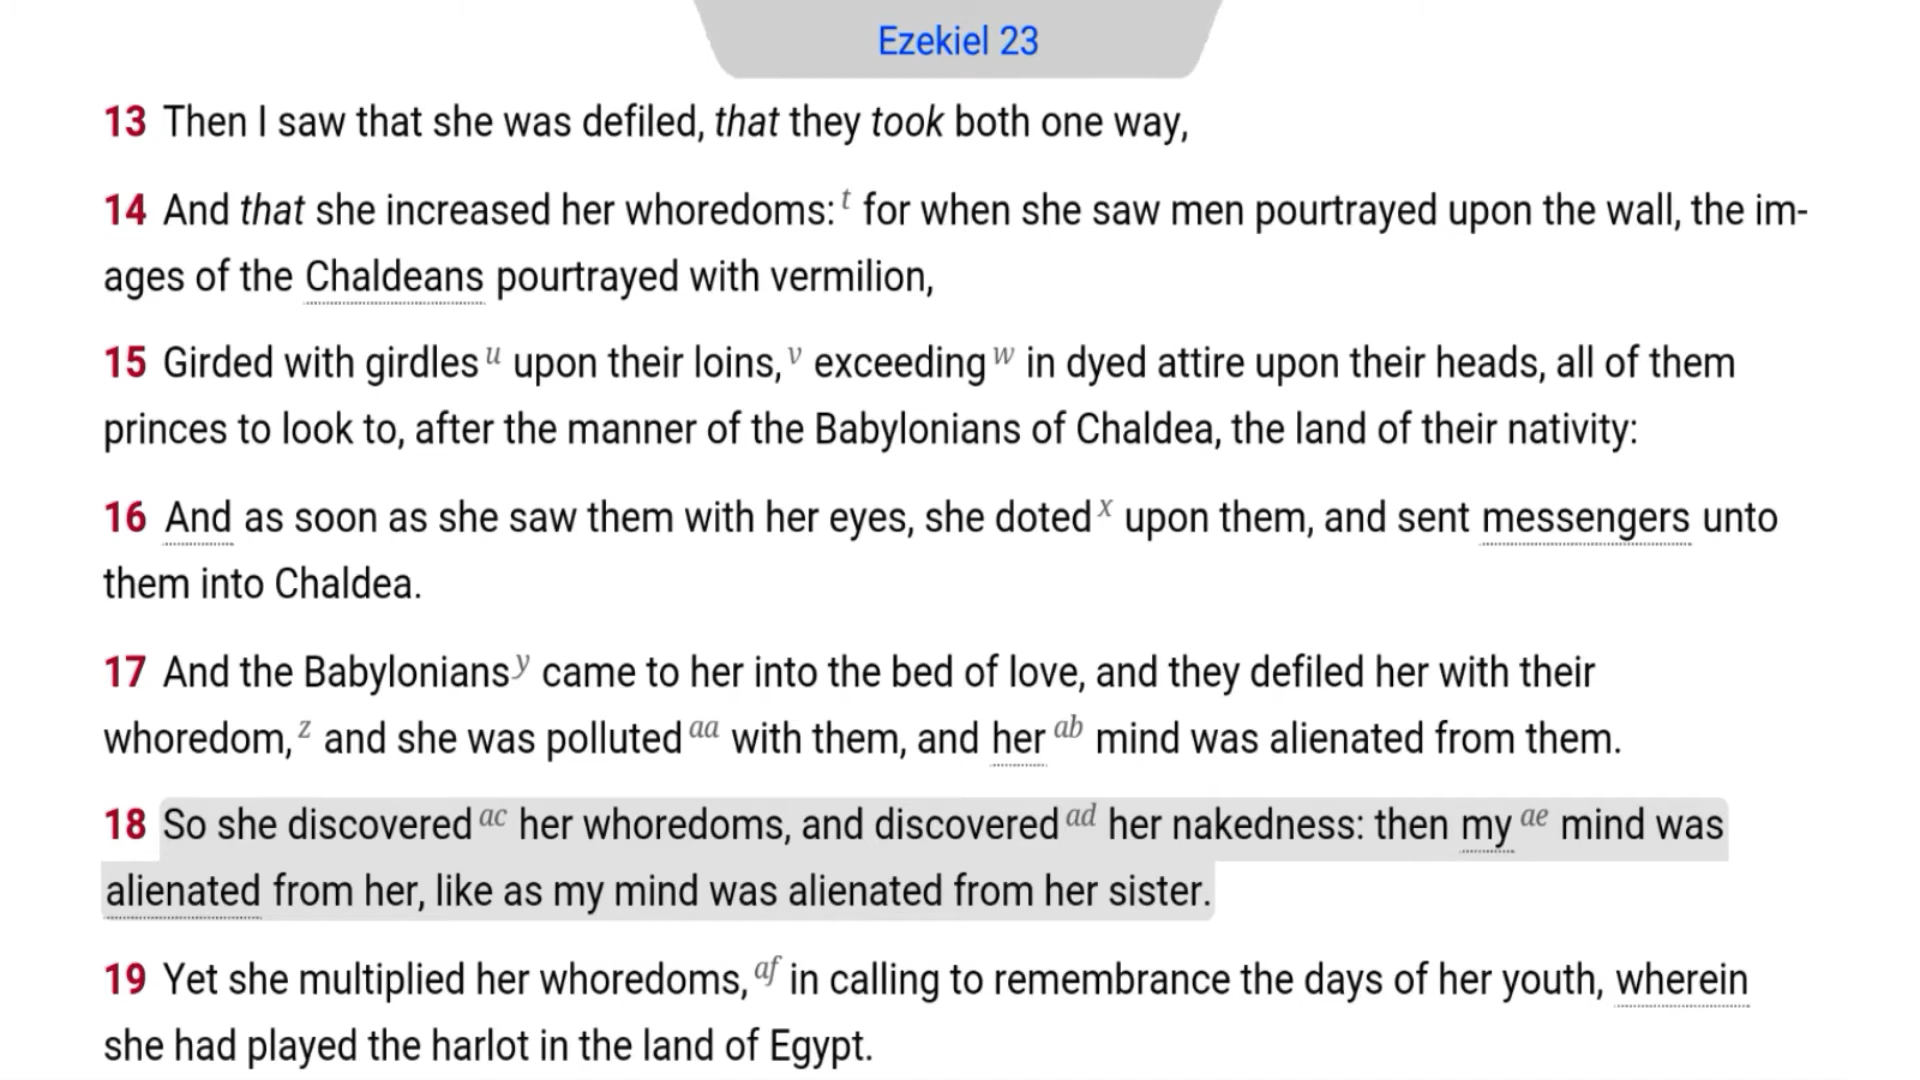 Ezekiel 23
13 Then I saw that she was defiled, that they took both one way,
14 And that she increased her whoredoms: t for when she saw men pourtrayed upon the wall, the im-
ages of the Chaldeans pourtrayed with vermilion,
15 Girded with girdles u upon their loins, v exceeding w in dyed attire upon their heads, all of them
princes to look to, after the manner of the Babylonians of Chaldea, the land of their nativity:
16 And as soon as she saw them with her eyes, she doted x upon them, and sent messengers unto
them into Chaldea.
17 And the Babylonians y came to her into the bed of love, and they defiled her with their
whoredom, z and she was polluted aa with them, and her ab mind was alienated from them.
18 So she discovered ac her whoredoms, and discovered ad her nakedness: then my ae mind was
alienated from her, like as my mind was alienated from her sister.
19 Yet she multiplied her whoredoms, af in calling to remembrance the days of her youth, wherein
she had played the harlot in the land of Egypt.